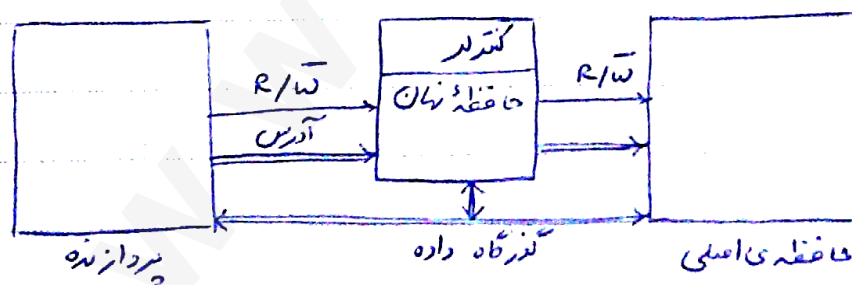 کنترلر
R/W̅
حافظهٔ نهان
R/W̅
آدرس
گذرگاه داده
پردازنده
حافظه‌ی اصلی